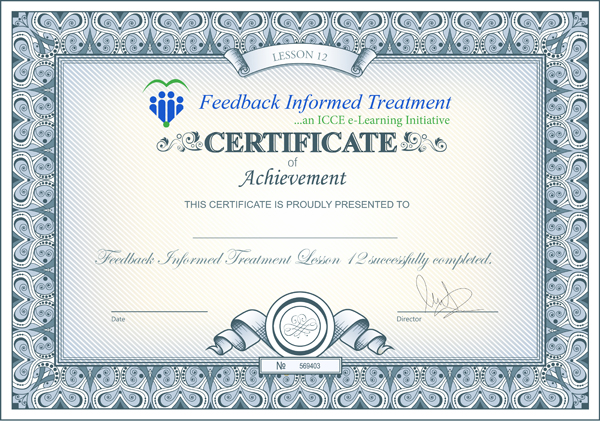 LESSON 12
Feedback Informed Treatment
...an ICCE e-Learning Initiative
CERTIFICATE
of
Achievement
THIS CERTIFICATE IS PROUDLY PRESENTED TO
Feedback Informed Treatment Lesson 12 successfully completed.
Date
Director
№ 569403